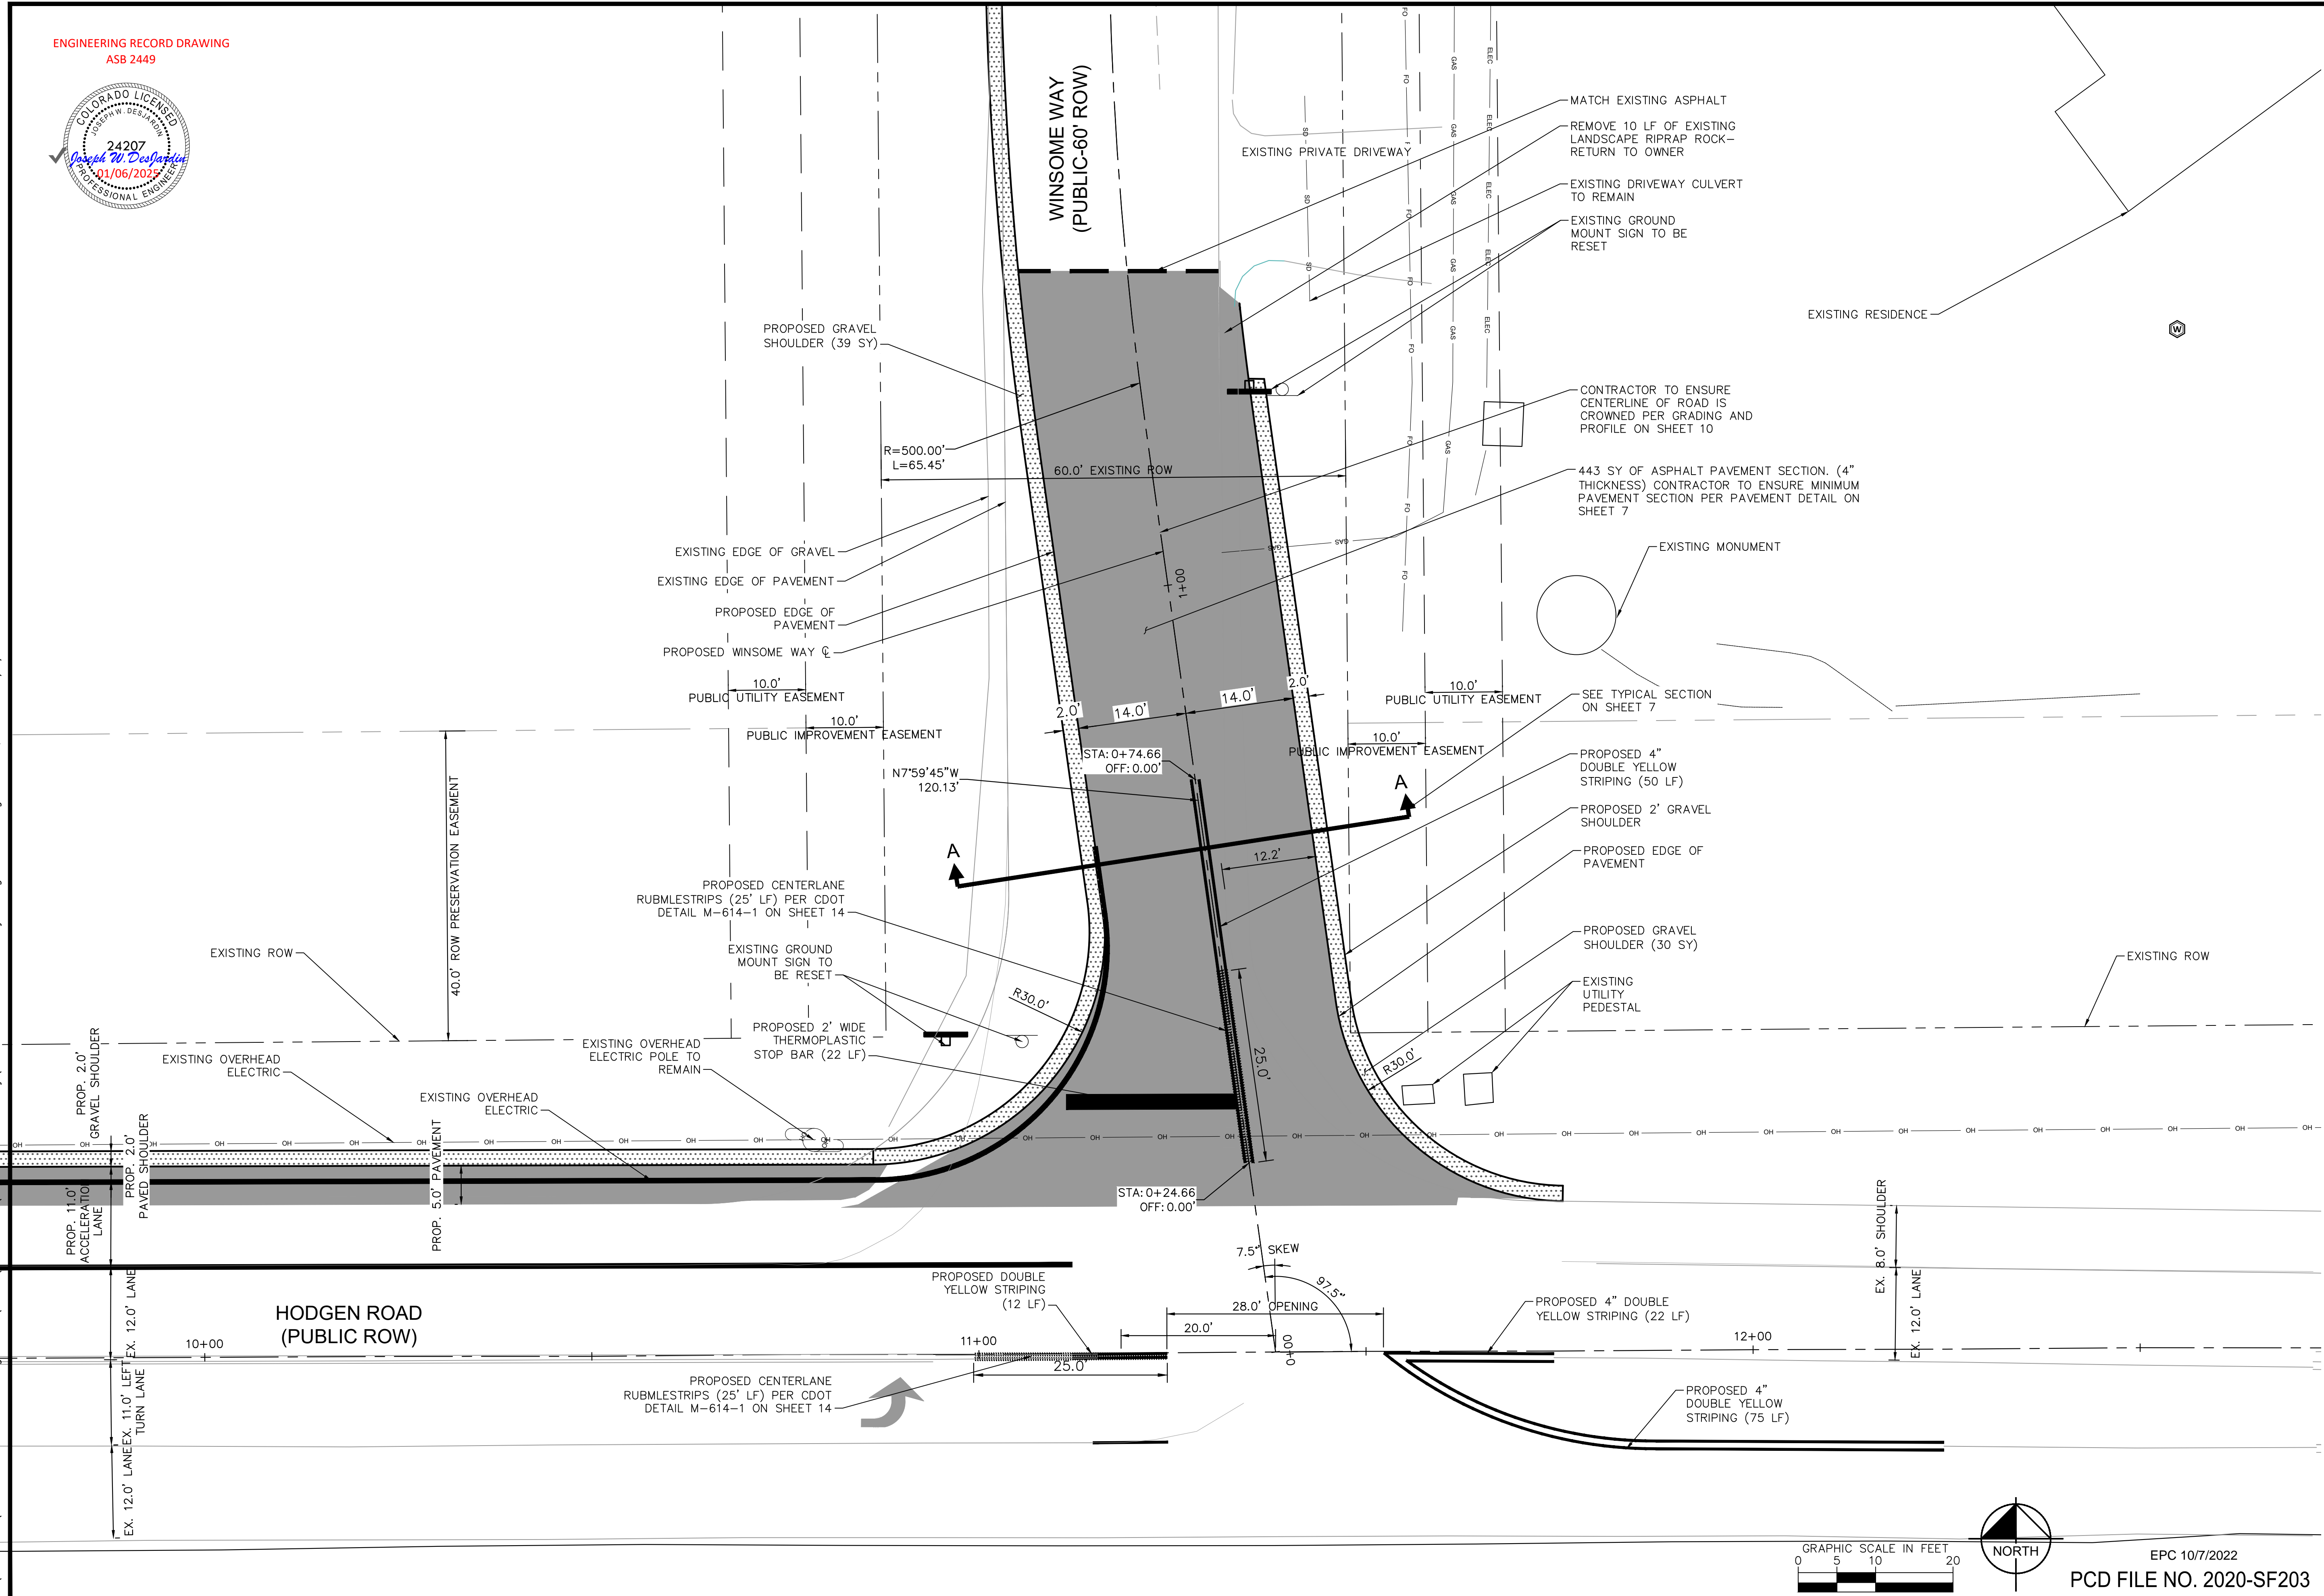 ENGINEERING RECORD DRAWING
ASB 2449
COLORADO LICENSED
JOSEPH W. DESJARDIN
24207
Joseph W. DesJardin
01/06/2025
PROFESSIONAL ENGINEER
WINSOME WAY
(PUBLIC-60' ROW)
EXISTING PRIVATE DRIVEWAY
MATCH EXISTING ASPHALT
REMOVE 10 LF OF EXISTING
LANDSCAPE RIPRAP ROCK-
RETURN TO OWNER
EXISTING DRIVEWAY CULVERT
TO REMAIN
EXISTING GROUND
MOUNT SIGN TO BE
RESET
EXISTING RESIDENCE
W
PROPOSED GRAVEL
SHOULDER (39 SY)
CONTRACTOR TO ENSURE
CENTERLINE OF ROAD IS
CROWNED PER GRADING AND
PROFILE ON SHEET 10
R=500.00'
L=65.45'
60.0' EXISTING ROW
443 SY OF ASPHALT PAVEMENT SECTION. (4"
THICKNESS) CONTRACTOR TO ENSURE MINIMUM
PAVEMENT SECTION PER PAVEMENT DETAIL ON
SHEET 7
EXISTING EDGE OF GRAVEL
EXISTING EDGE OF PAVEMENT
PROPOSED EDGE OF
PAVEMENT
PROPOSED WINSOME WAY ℄
1+00
EXISTING MONUMENT
10.0'
PUBLIC UTILITY EASEMENT
10.0'
PUBLIC IMPROVEMENT EASEMENT
2.0'
14.0'
14.0'
2.0'
10.0'
PUBLIC UTILITY EASEMENT
10.0'
PUBLIC IMPROVEMENT EASEMENT
SEE TYPICAL SECTION
ON SHEET 7
STA: 0+74.66
OFF: 0.00'
N7°59'45"W
120.13'
A
A
12.2'
PROPOSED 4"
DOUBLE YELLOW
STRIPING (50 LF)
PROPOSED 2' GRAVEL
SHOULDER
PROPOSED EDGE OF
PAVEMENT
PROPOSED GRAVEL
SHOULDER (30 SY)
EXISTING
UTILITY
PEDESTAL
EXISTING ROW
40.0' ROW PRESERVATION EASEMENT
PROPOSED CENTERLANE
RUBMLESTRIPS (25' LF) PER CDOT
DETAIL M-614-1 ON SHEET 14
EXISTING GROUND
MOUNT SIGN TO
BE RESET
EXISTING ROW
R30.0'
25.0'
R30.0'
PROPOSED 2' WIDE
THERMOPLASTIC
STOP BAR (22 LF)
EXISTING OVERHEAD
ELECTRIC POLE TO
REMAIN
EXISTING OVERHEAD
ELECTRIC
EXISTING OVERHEAD
ELECTRIC
PROP. 2.0'
GRAVEL SHOULDER
PROP. 2.0'
PAVED SHOULDER
PROP. 11.0'
ACCELERATION
LANE
PROP. 5.0' PAVEMENT
STA: 0+24.66
OFF: 0.00'
7.5° SKEW
97.5°
28.0' OPENING
20.0'
0+00
EX. 8.0' SHOULDER
EX. 12.0' LANE
PROPOSED DOUBLE
YELLOW STRIPING
(12 LF)
PROPOSED 4" DOUBLE
YELLOW STRIPING (22 LF)
HODGEN ROAD
(PUBLIC ROW)
10+00
11+00
12+00
25.0'
EX. 12.0' LANE
EX. 11.0' LEFT
TURN LANE
EX. 12.0' LANE
PROPOSED CENTERLANE
RUBMLESTRIPS (25' LF) PER CDOT
DETAIL M-614-1 ON SHEET 14
PROPOSED 4"
DOUBLE YELLOW
STRIPING (75 LF)
GRAPHIC SCALE IN FEET
0 5 10 20
NORTH
EPC 10/7/2022
PCD FILE NO. 2020-SF203